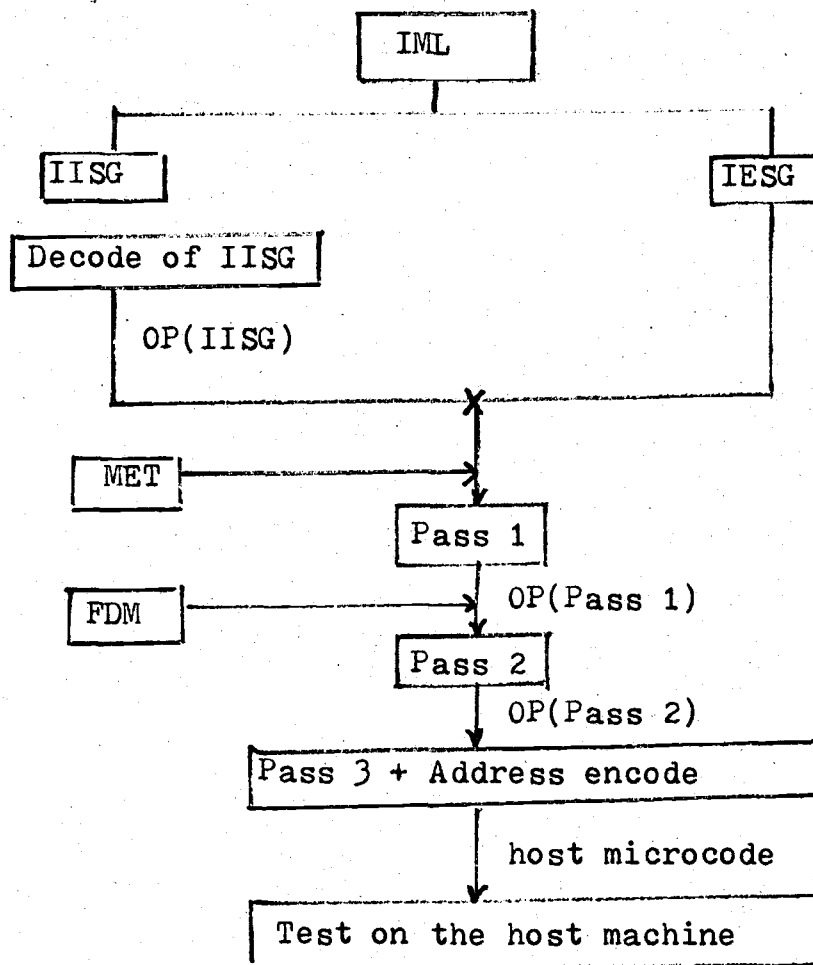 IML
IISG
IESG
Decode of IISG
OP(IISG)
MET
Pass 1
OP(Pass 1)
FDM
Pass 2
OP(Pass 2)
Pass 3 + Address encode
host microcode
Test on the host machine